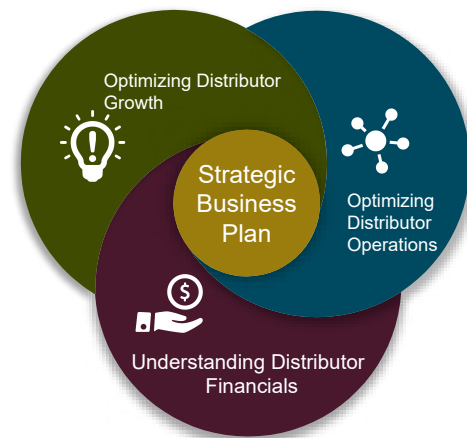 Optimizing Distributor
Growth
Strategic
Business
Plan
Optimizing
Distributor
Operations
$
Understanding Distributor
Financials